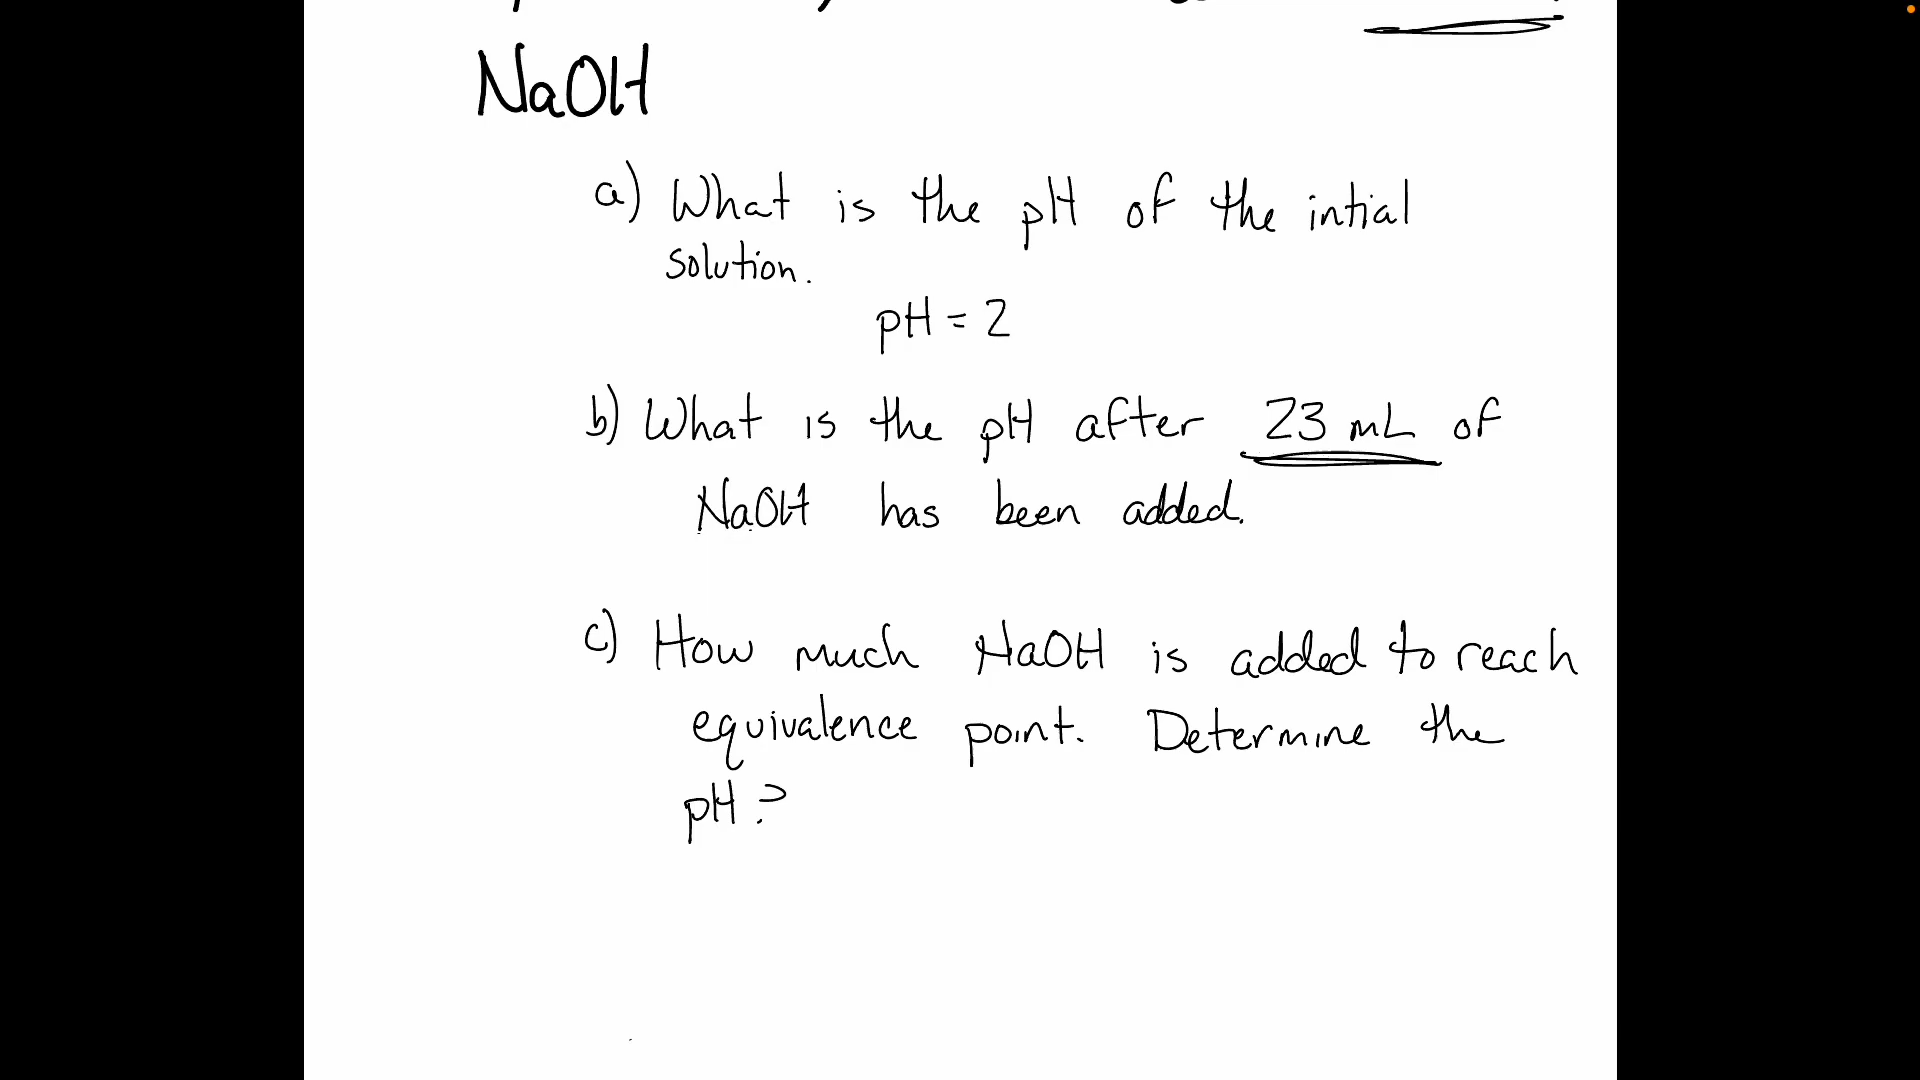 NaOH
a) What is the pH of the intial
solution.
pH = 2
b) What is the pH after 23 mL of
NaOH has been added.
c) How much NaOH is added to reach
equivalence point. Determine the
pH?